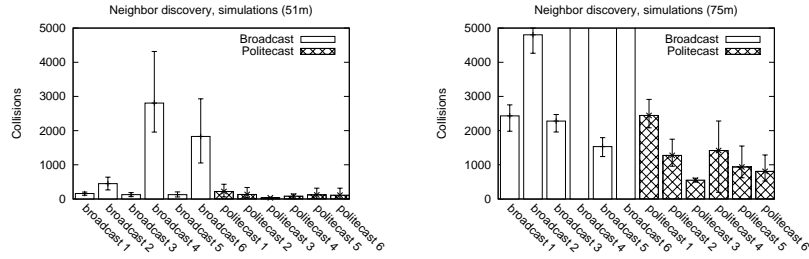 Neighbor discovery, simulations (51m)
5000
4000
3000
2000
1000
0
Collisions
Broadcast
Politecast
broadcast 1
broadcast 2
broadcast 3
broadcast 4
broadcast 5
broadcast 6
politecast 1
politecast 2
politecast 3
politecast 4
politecast 5
politecast 6
Neighbor discovery, simulations (75m)
5000
4000
3000
2000
1000
0
Collisions
Broadcast
Politecast
broadcast 1
broadcast 2
broadcast 3
broadcast 4
broadcast 5
broadcast 6
politecast 1
politecast 2
politecast 3
politecast 4
politecast 5
politecast 6